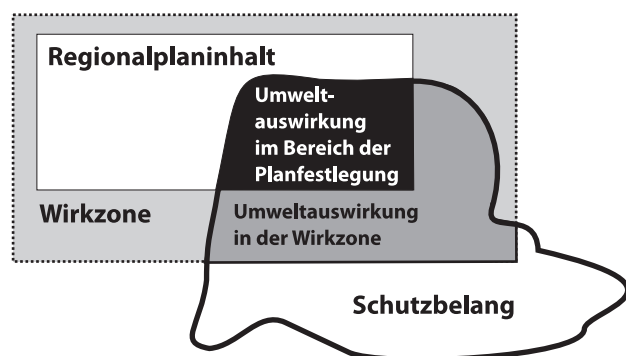 Regionalplaninhalt
Umwelt-
auswirkung
im Bereich der
Planfestlegung
Wirkzone
Umweltauswirkung
in der Wirkzone
Schutzbelang